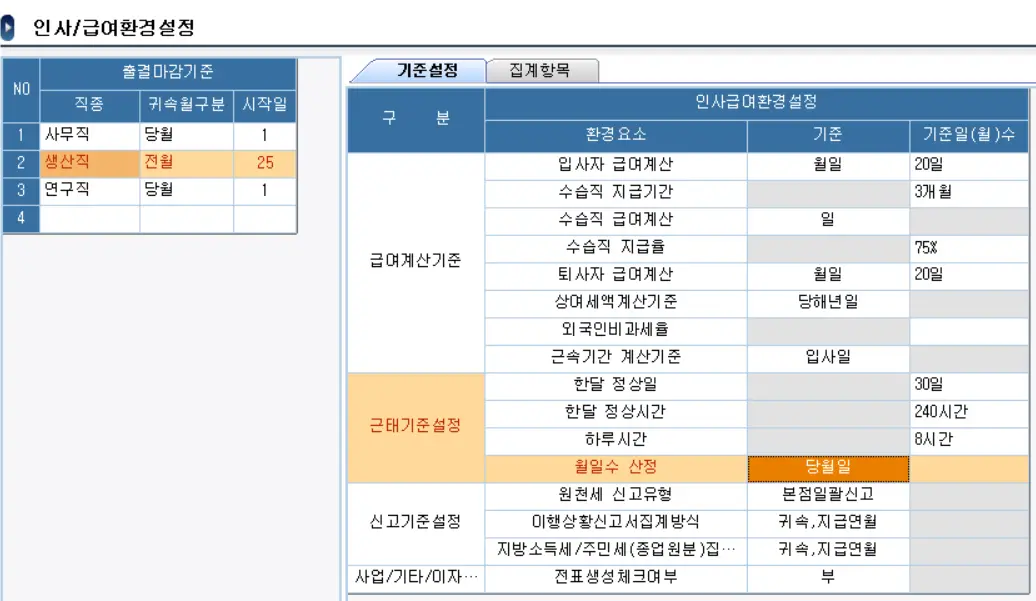 인사/급여환경설정
NO 출결마감기준
직종 귀속월구분 시작일
1 사무직 당월 1
2 생산직 전월 25
3 연구직 당월 1
4
기준설정 집계항목
구 분 인사급여환경설정
환경요소 기준 기준일(월)수
급여계산기준
입사자 급여계산 월일 20일
수습직 지급기간 3개월
수습직 급여계산 일
수습직 지급율 75%
퇴사자 급여계산 월일 20일
상여세액계산기준 당해년일
외국인비과세율
근속기간 계산기준 입사일
근태기준설정
한달 정상일 30일
한달 정상시간 240시간
하루시간 8시간
월일수 산정 당월일
신고기준설정
원천세 신고유형 본점일괄신고
이행상황신고서집계방식 귀속,지급연월
지방소득세/주민세(종업원분)집… 귀속,지급연월
사업/기타/이자… 전표생성체크여부 부